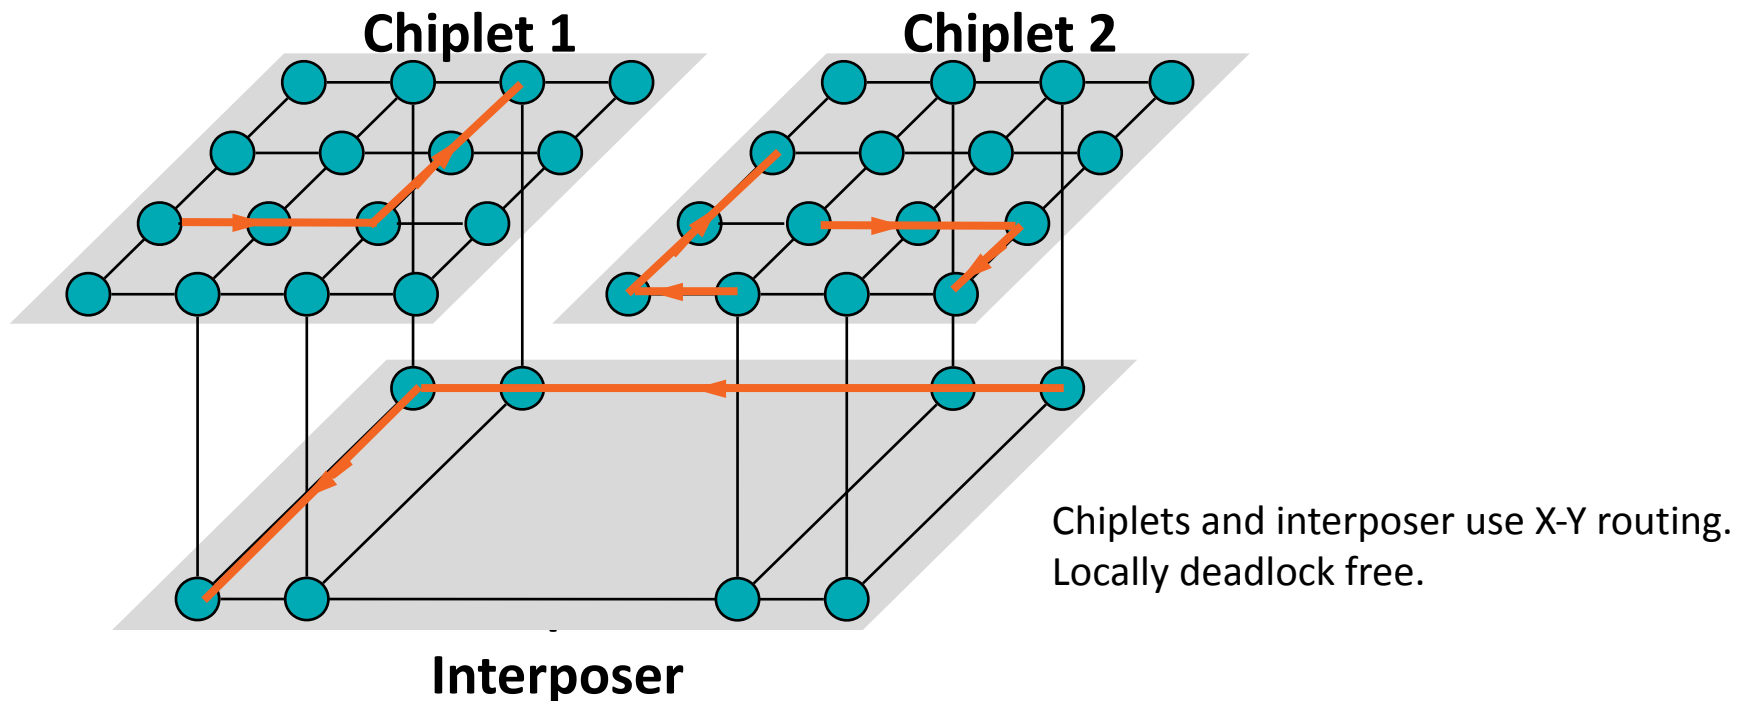 Chiplet 1
Chiplet 2
Chiplets and interposer use X-Y routing.
Locally deadlock free.
Interposer